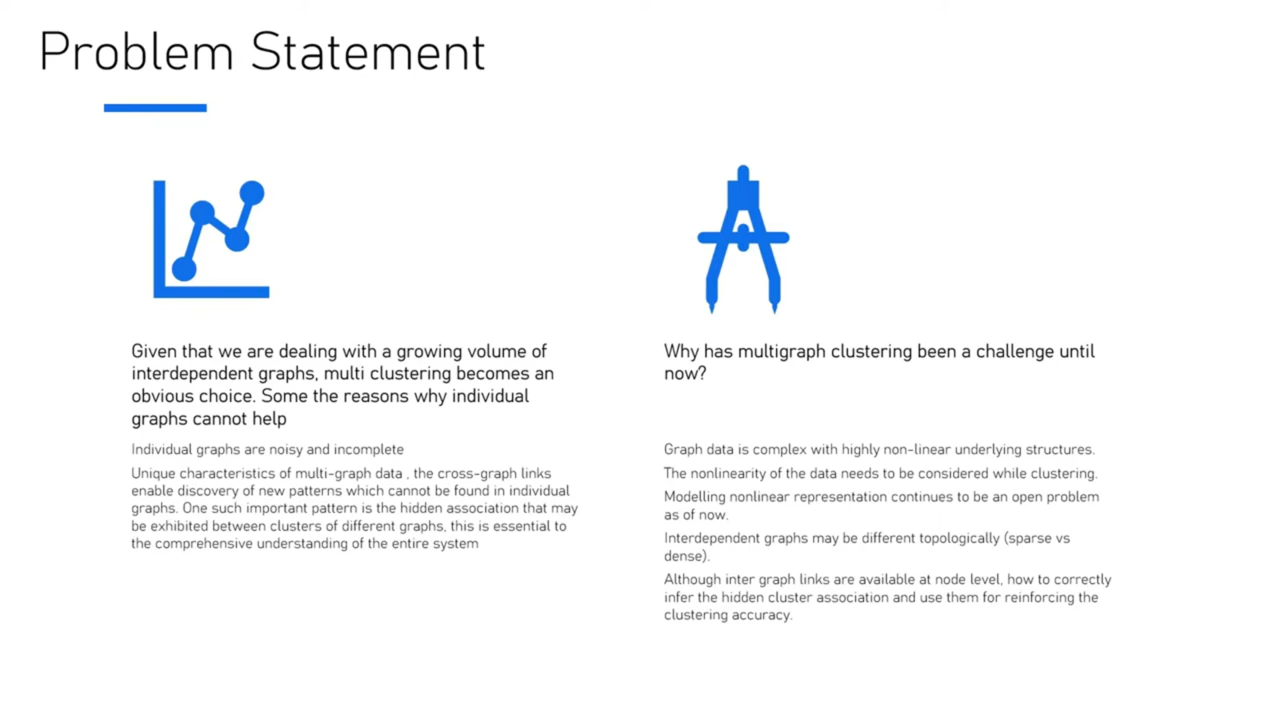 Problem Statement
Given that we are dealing with a growing volume of
interdependent graphs, multi clustering becomes an
obvious choice. Some the reasons why individual
graphs cannot help
Individual graphs are noisy and incomplete
Unique characteristics of multi-graph data , the cross-graph links
enable discovery of new patterns which cannot be found in individual
graphs. One such important pattern is the hidden association that may
be exhibited between clusters of different graphs, this is essential to
the comprehensive understanding of the entire system
Why has multigraph clustering been a challenge until
now?
Graph data is complex with highly non-linear underlying structures.
The nonlinearity of the data needs to be considered while clustering.
Modelling nonlinear representation continues to be an open problem
as of now.
Interdependent graphs may be different topologically (sparse vs
dense).
Although inter graph links are available at node level, how to correctly
infer the hidden cluster association and use them for reinforcing the
clustering accuracy.